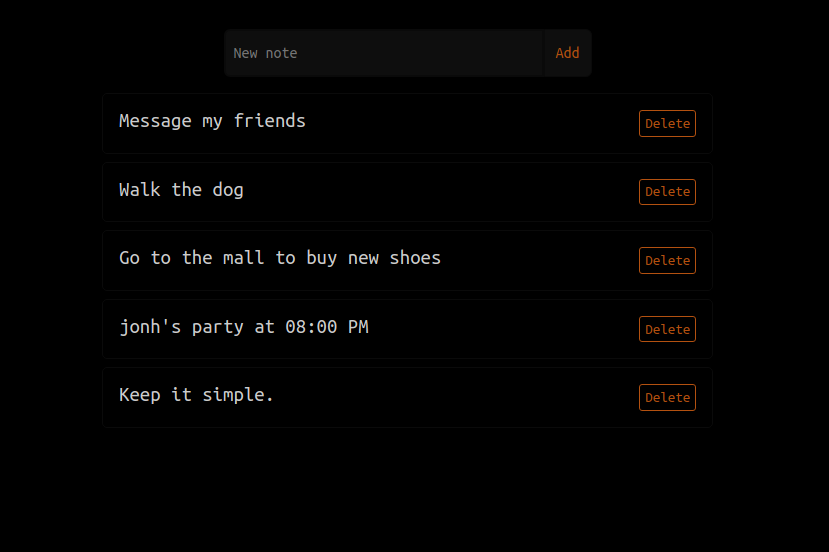 New note Add
Message my friends Delete
Walk the dog Delete
Go to the mall to buy new shoes Delete
jonh's party at 08:00 PM Delete
Keep it simple. Delete